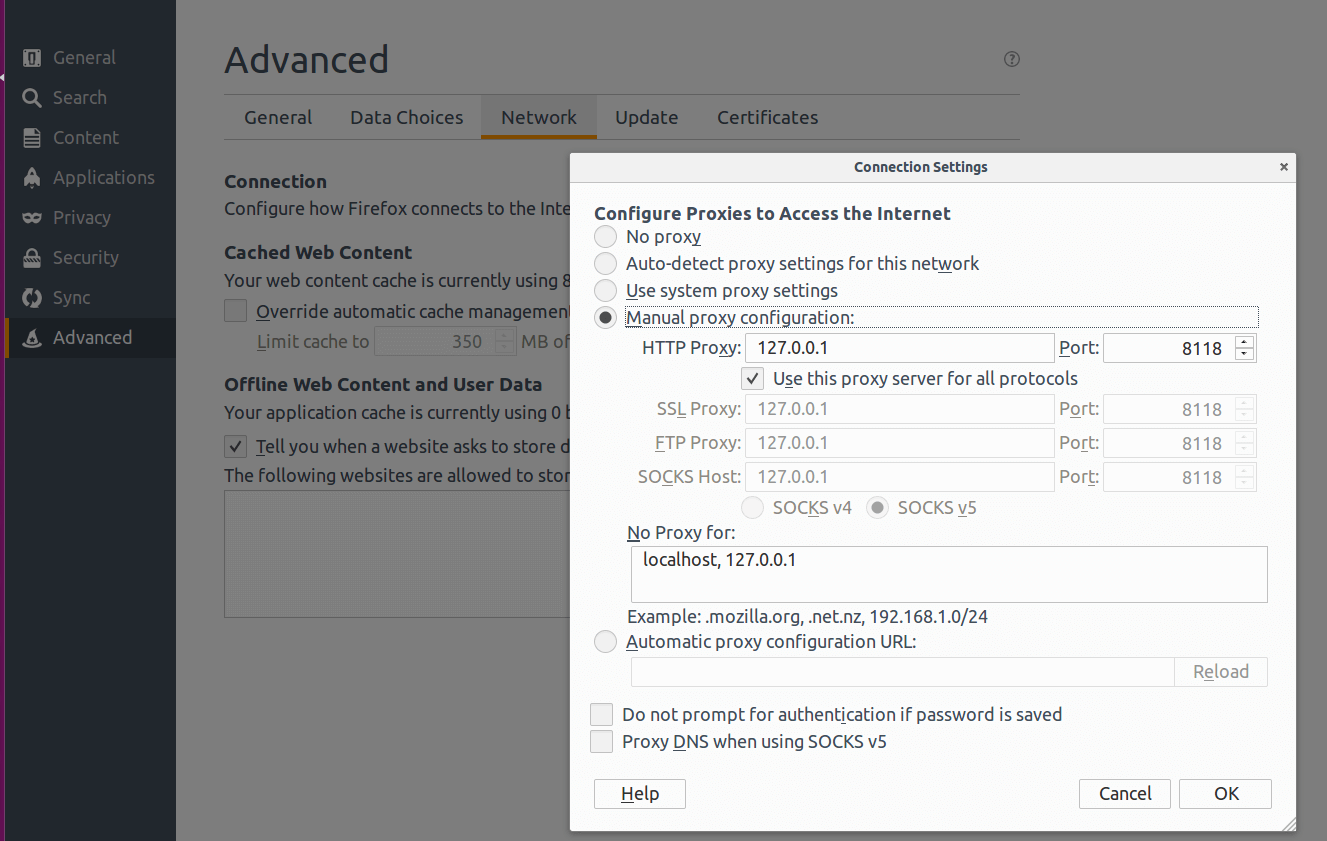 General
Search
Content
Applications
Privacy
Security
Sync
Advanced
Advanced
?
General Data Choices Network Update Certificates
Connection
Configure how Firefox connects to the Inte
Cached Web Content
Your web content cache is currently using 8
Override automatic cache management
Limit cache to 350 MB of
Offline Web Content and User Data
Your application cache is currently using 0 b
Tell you when a website asks to store d
The following websites are allowed to stor
Connection Settings
Configure Proxies to Access the Internet
No proxy
Auto-detect proxy settings for this network
Use system proxy settings
Manual proxy configuration:
HTTP Proxy: 127.0.0.1 Port: 8118
Use this proxy server for all protocols
SSL Proxy: 127.0.0.1 Port: 8118
FTP Proxy: 127.0.0.1 Port: 8118
SOCKS Host: 127.0.0.1 Port: 8118
SOCKS v4 SOCKS v5
No Proxy for:
localhost, 127.0.0.1
Example: .mozilla.org, .net.nz, 192.168.1.0/24
Automatic proxy configuration URL:
Reload
Do not prompt for authentication if password is saved
Proxy DNS when using SOCKS v5
Help Cancel OK